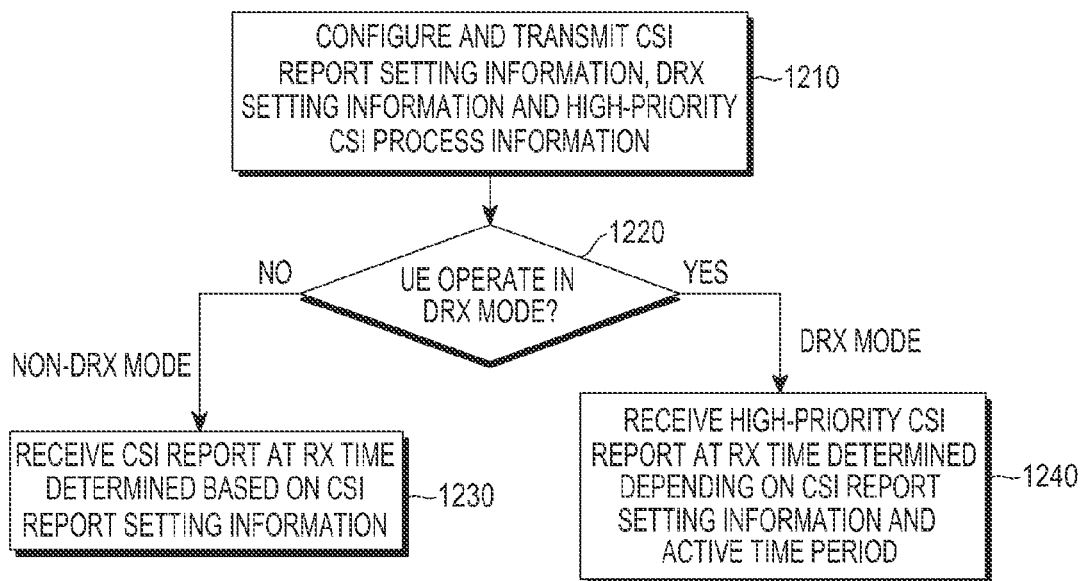 CONFIGURE AND TRANSMIT CSI
REPORT SETTING INFORMATION, DRX
SETTING INFORMATION AND HIGH-PRIORITY
CSI PROCESS INFORMATION
1210
1220
NO
UE OPERATE IN
DRX MODE?
YES
NON-DRX MODE
DRX MODE
RECEIVE CSI REPORT AT RX TIME
DETERMINED BASED ON CSI
REPORT SETTING INFORMATION
1230
RECEIVE HIGH-PRIORITY CSI
REPORT AT RX TIME DETERMINED
DEPENDING ON CSI REPORT
SETTING INFORMATION AND
ACTIVE TIME PERIOD
1240